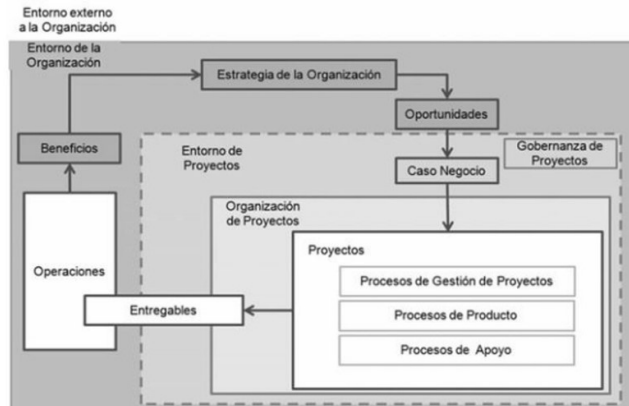 Entorno externo
a la Organización
Entorno de la
Organización
Estrategia de la Organización
Oportunidades
Beneficios
Entorno de
Proyectos
Gobernanza de
Proyectos
Caso Negocio
Organización
de Proyectos
Proyectos
Operaciones
Procesos de Gestión de Proyectos
Entregables
Procesos de Producto
Procesos de Apoyo